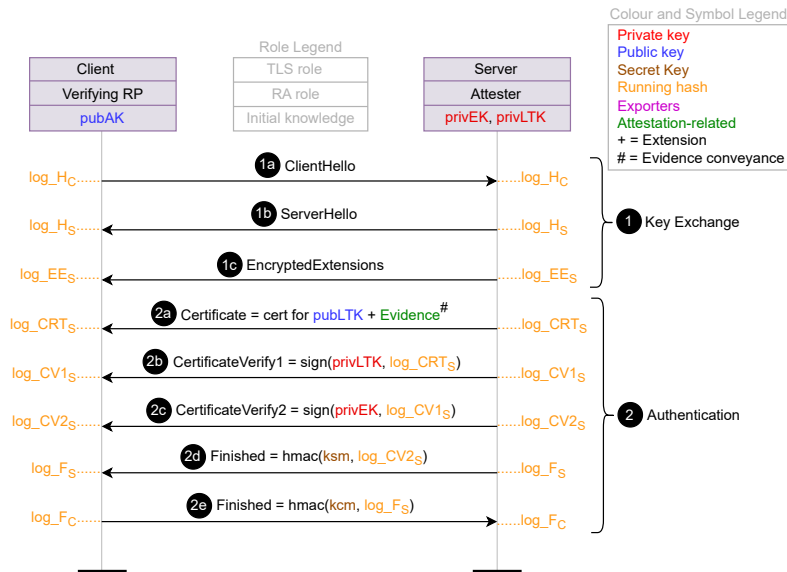 Colour and Symbol Legend
Private key
Public key
Secret Key
Running hash
Exporters
Attestation-related
+ = Extension
# = Evidence conveyance
Role Legend
Client
TLS role
Server
Verifying RP
RA role
Attester
pubAK
Initial knowledge
privEK, privLTK
1a ClientHello
log_HC
log_HC
1b ServerHello
log_HS
log_HS
1 Key Exchange
1c EncryptedExtensions
log_EES
log_EES
2a Certificate = cert for pubLTK + Evidence#
log_CRTS
log_CRTS
2b CertificateVerify1 = sign(privLTK, log_CRTS)
log_CV1S
log_CV1S
2c CertificateVerify2 = sign(privEK, log_CV1S)
log_CV2S
log_CV2S
2 Authentication
2d Finished = hmac(ksm, log_CV2S)
log_FS
log_FS
2e Finished = hmac(kcm, log_FS)
log_FC
log_FC